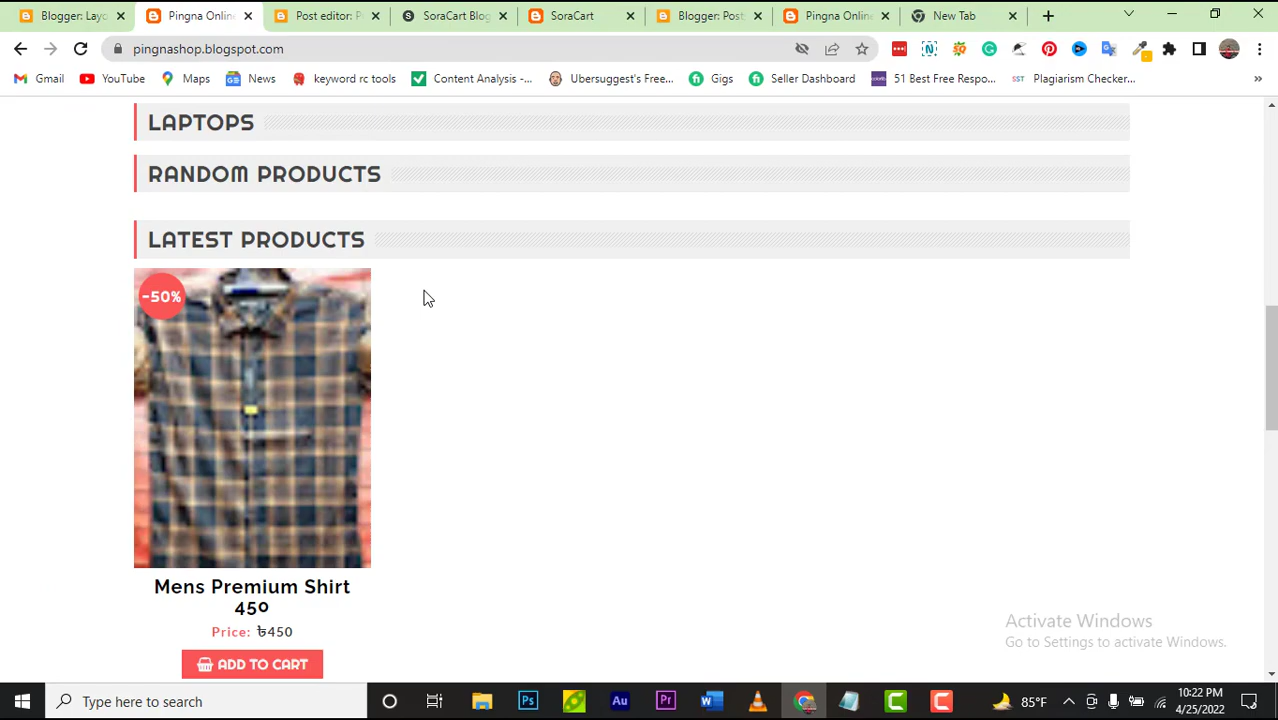 Blogger: Layo
Pingna Online
Post editor: P
SoraCart Blog
SoraCart
Blogger: Post
Pingna Online
New Tab
pingnashop.blogspot.com
Gmail
YouTube
Maps
News
keyword rc tools
Content Analysis -...
Ubersuggest's Free...
Gigs
Seller Dashboard
51 Best Free Respo...
Plagiarism Checker...
LAPTOPS
RANDOM PRODUCTS
LATEST PRODUCTS
-50%
Mens Premium Shirt
450
Price: ৳450
ADD TO CART
Activate Windows
Go to Settings to activate Windows.
Type here to search
85°F
10:22 PM
4/25/2022